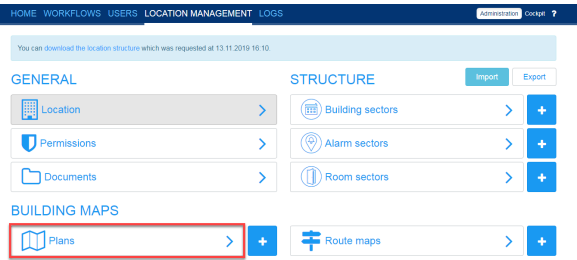 HOME WORKFLOWS USERS LOCATION MANAGEMENT LOGS Administration Cockpit ?
You can download the location structure which was requested at 13.11.2019 16:10.
GENERAL
STRUCTURE Import Export
Location
Building sectors +
Permissions
Alarm sectors +
Documents
Room sectors +
BUILDING MAPS
Plans +
Route maps +